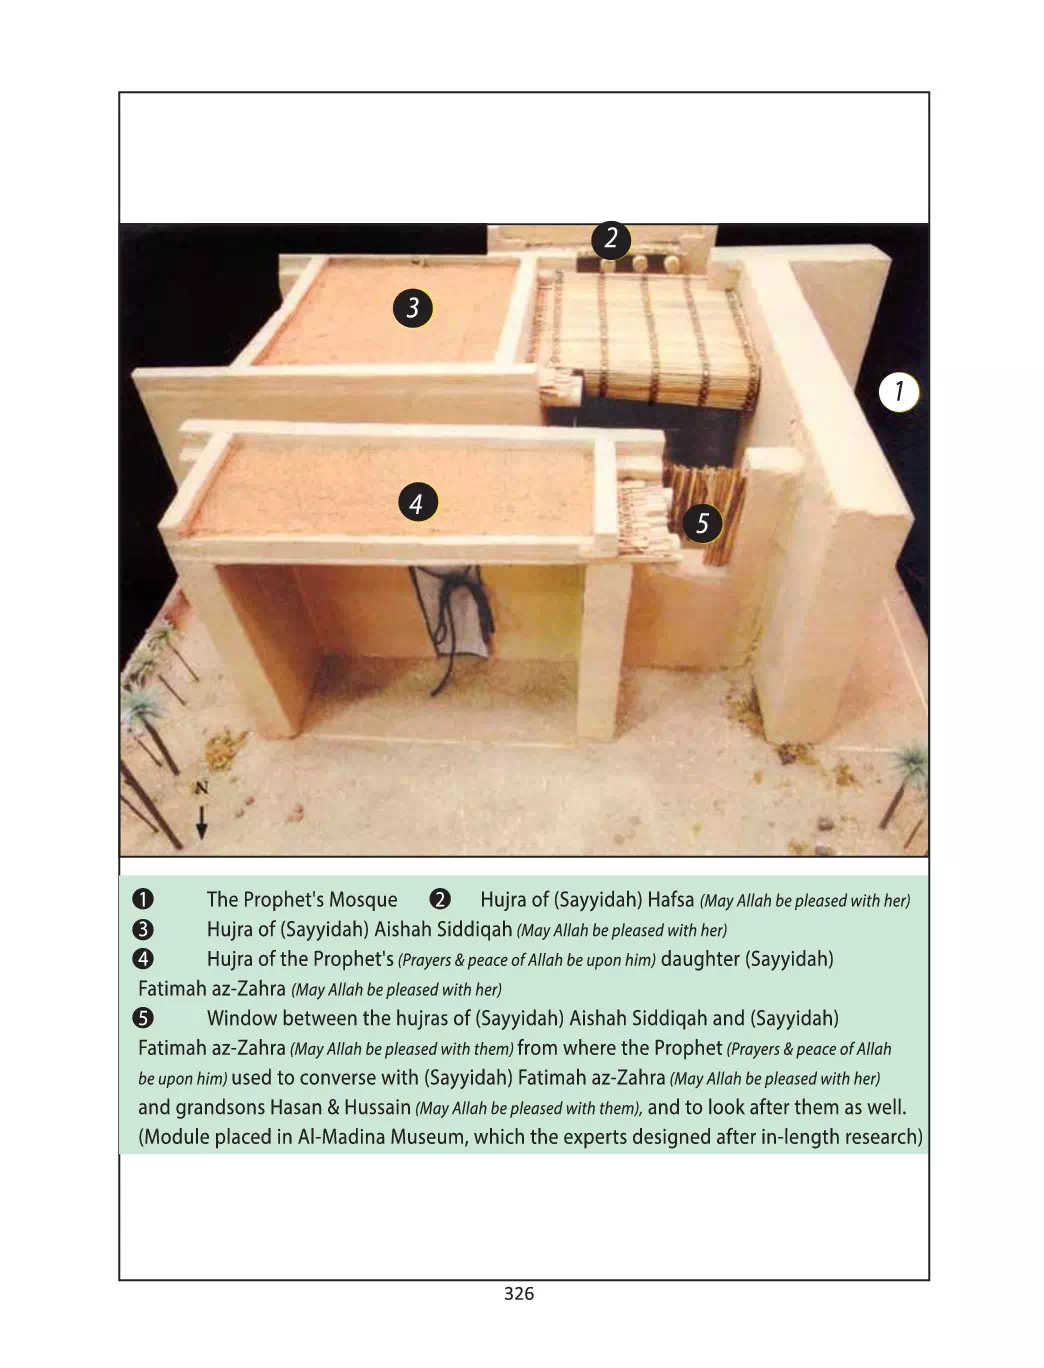 2
3
1
4
5
N
1 The Prophet's Mosque 2 Hujra of (Sayyidah) Hafsa (May Allah be pleased with her)
3 Hujra of (Sayyidah) Aishah Siddiqah (May Allah be pleased with her)
4 Hujra of the Prophet's (Prayers & peace of Allah be upon him) daughter (Sayyidah)
Fatimah az-Zahra (May Allah be pleased with her)
5 Window between the hujras of (Sayyidah) Aishah Siddiqah and (Sayyidah)
Fatimah az-Zahra (May Allah be pleased with them) from where the Prophet (Prayers & peace of Allah
be upon him) used to converse with (Sayyidah) Fatimah az-Zahra (May Allah be pleased with her)
and grandsons Hasan & Hussain (May Allah be pleased with them), and to look after them as well.
(Module placed in Al-Madina Museum, which the experts designed after in-length research)
326